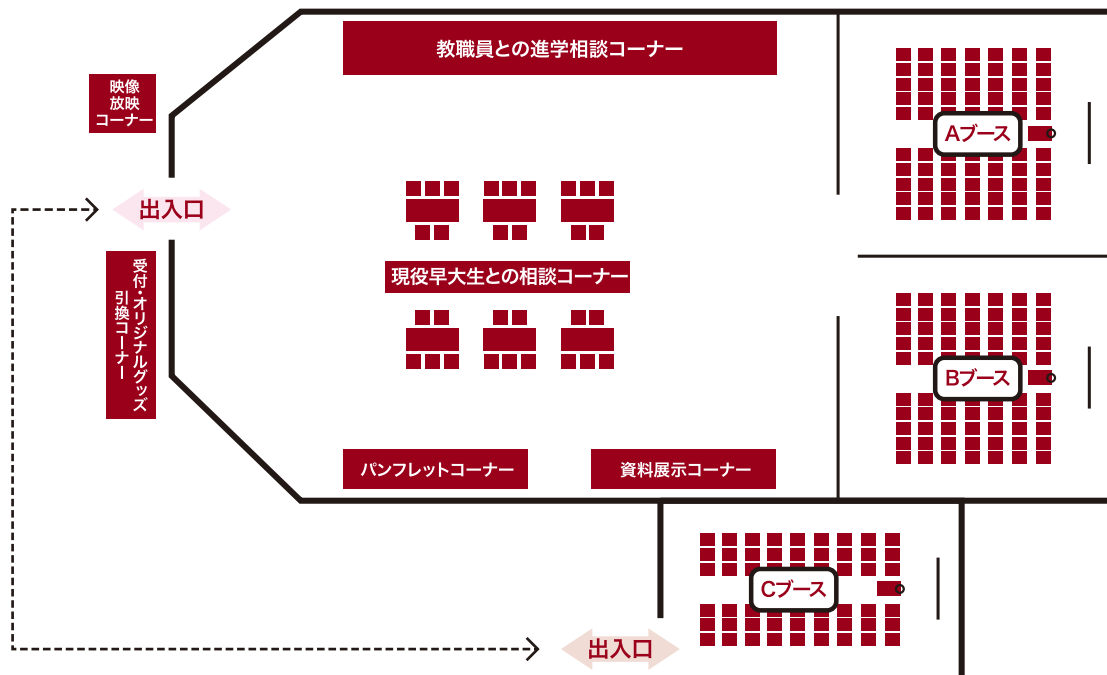 教職員との進学相談コーナー
映像
放映
コーナー
Aブース
出入口
受付・オリジナルグッズ
引換コーナー
現役早大生との相談コーナー
Bブース
パンフレットコーナー
資料展示コーナー
Cブース
出入口